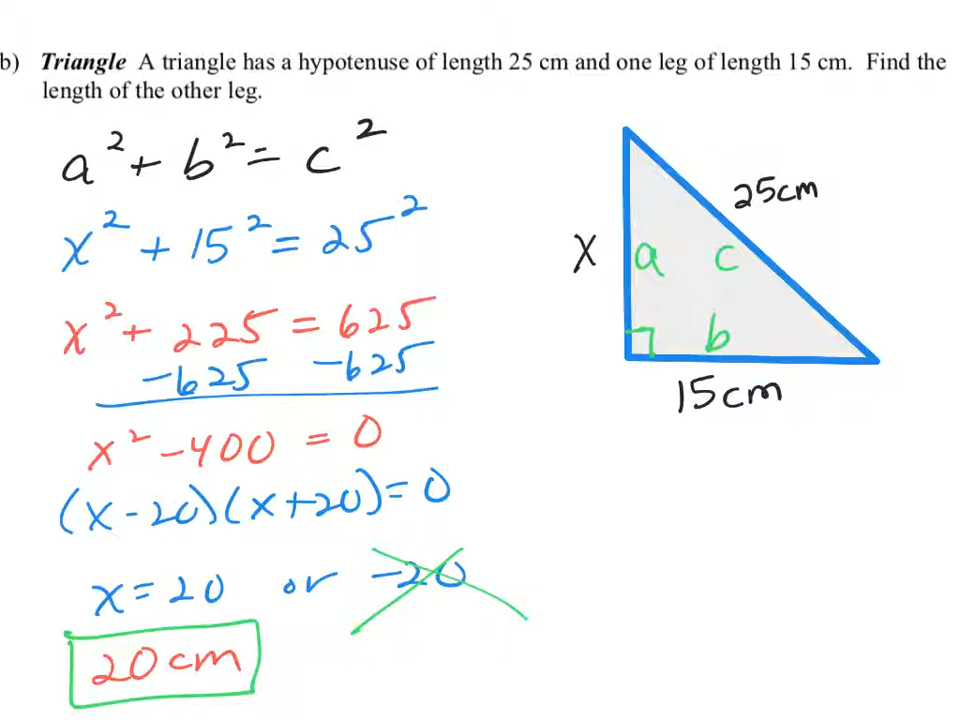 b) Triangle A triangle has a hypotenuse of length 25 cm and one leg of length 15 cm. Find the
length of the other leg.
a² + b² = c²
x² + 15² = 25²
x² + 225 = 625
-625 -625
x² - 400 = 0
(x - 20)(x + 20) = 0
x = 20 or -20
20 cm
25cm
x a c
b
15cm